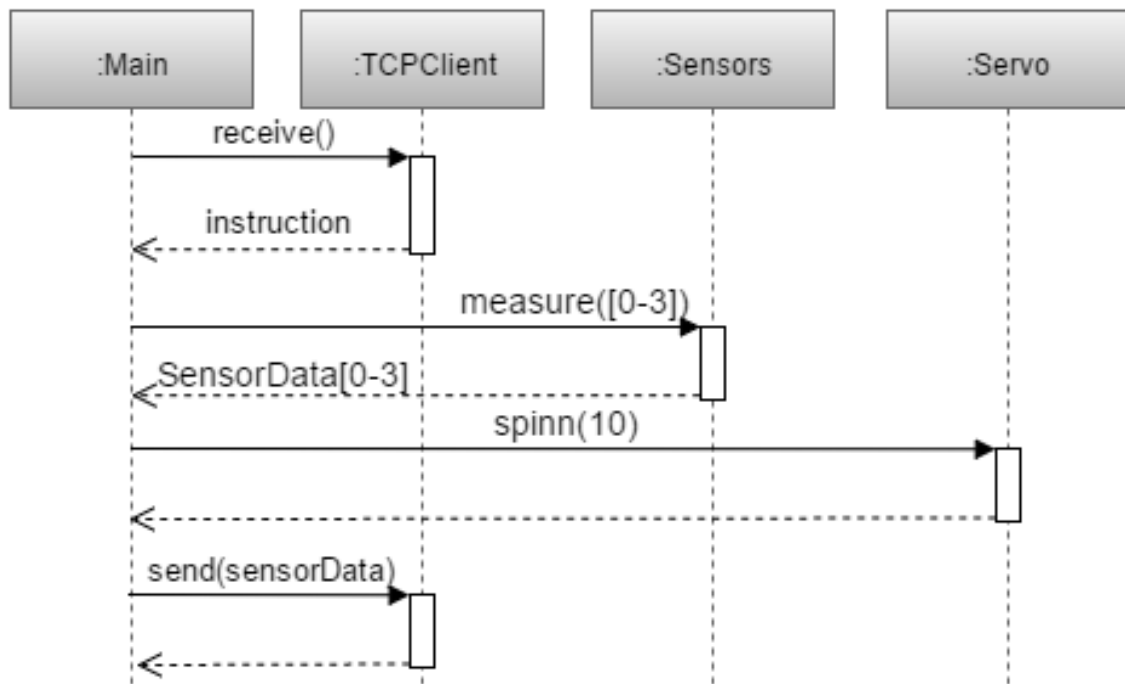 :Main
:TCPClient
:Sensors
:Servo
receive()
instruction
measure([0-3])
SensorData[0-3]
spinn(10)
send(sensorData)